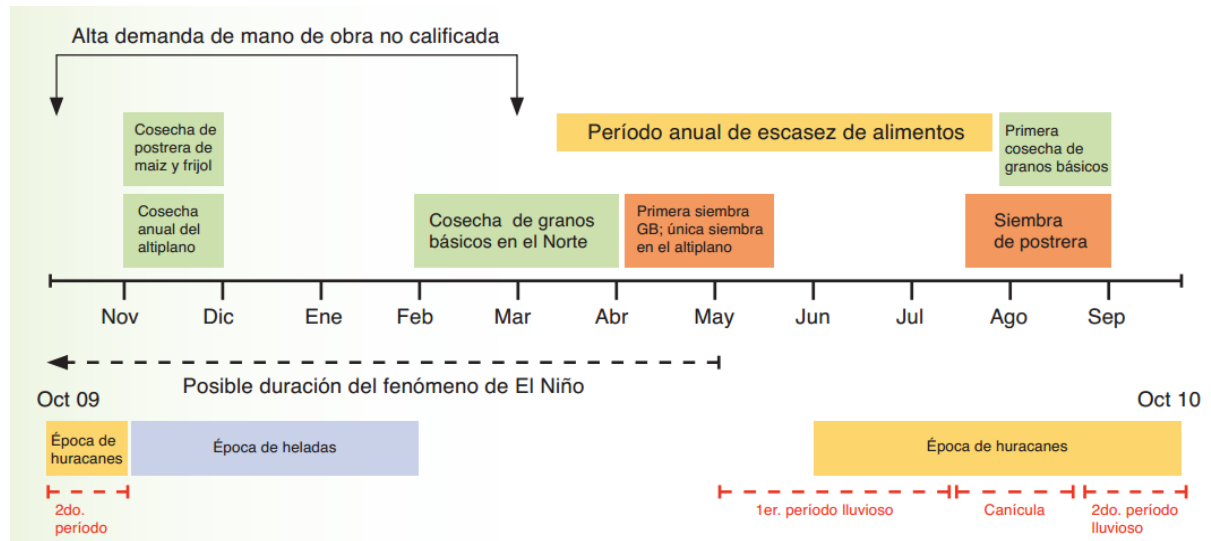 Alta demanda de mano de obra no calificada
Cosecha de
postrera de
maiz y frijol
Período anual de escasez de alimentos
Primera
cosecha de
granos básicos
Cosecha
anual del
altiplano
Cosecha de granos
básicos en el Norte
Primera siembra
GB; única siembra
en el altiplano
Siembra
de postrera
Nov Dic Ene Feb Mar Abr May Jun Jul Ago Sep
Posible duración del fenómeno de El Niño
Oct 09
Oct 10
Época de
huracanes
Época de heladas
Época de huracanes
2do.
período
1er. período lluvioso
Canícula
2do. período
lluvioso